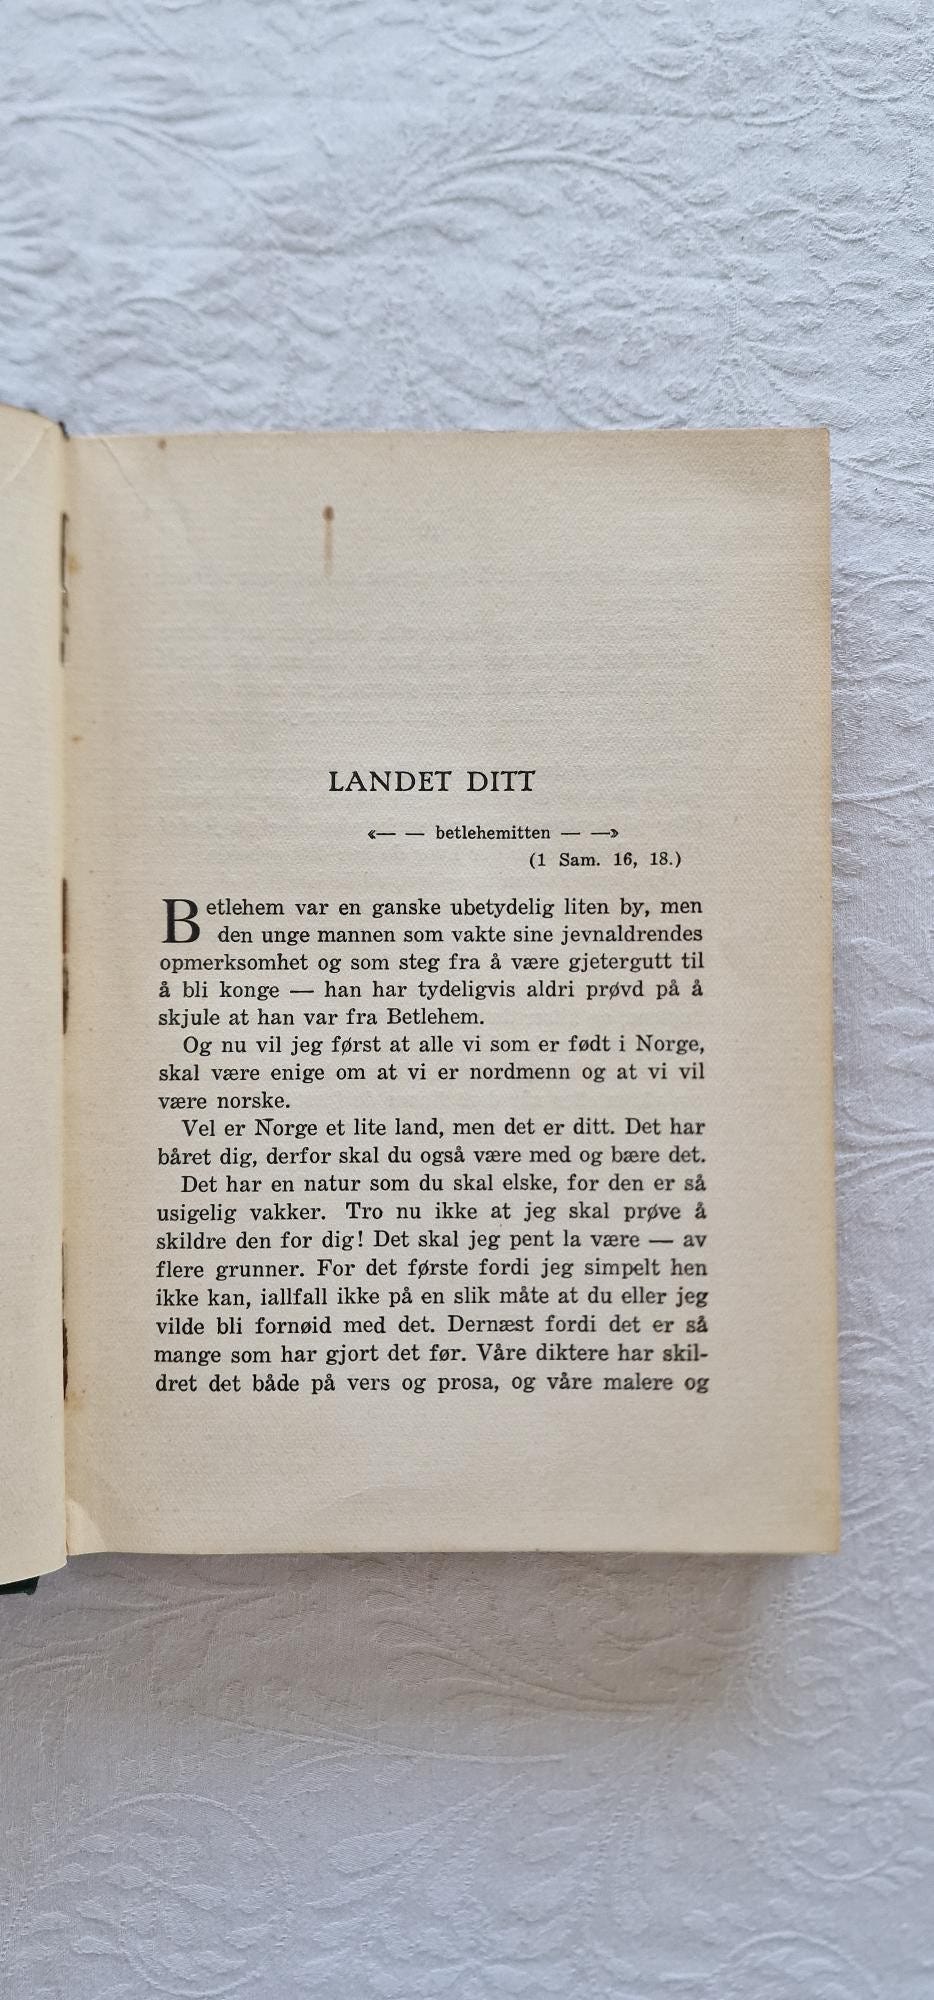 LANDET DITT
«— — betlehemitten — —»
(1 Sam. 16, 18.)
Betlehem var en ganske ubetydelig liten by, men
den unge mannen som vakte sine jevnaldrendes
opmerksomhet og som steg fra å være gjetergutt til
å bli konge — han har tydeligvis aldri prøvd på å
skjule at han var fra Betlehem.
Og nu vil jeg først at alle vi som er født i Norge,
skal være enige om at vi er nordmenn og at vi vil
være norske.
Vel er Norge et lite land, men det er ditt. Det har
båret dig, derfor skal du også være med og bære det.
Det har en natur som du skal elske, for den er så
usigelig vakker. Tro nu ikke at jeg skal prøve å
skildre den for dig! Det skal jeg pent la være — av
flere grunner. For det første fordi jeg simpelt hen
ikke kan, iallfall ikke på en slik måte at du eller jeg
vilde bli fornøid med det. Dernæst fordi det er så
mange som har gjort det før. Våre diktere har skil-
dret det både på vers og prosa, og våre malere og